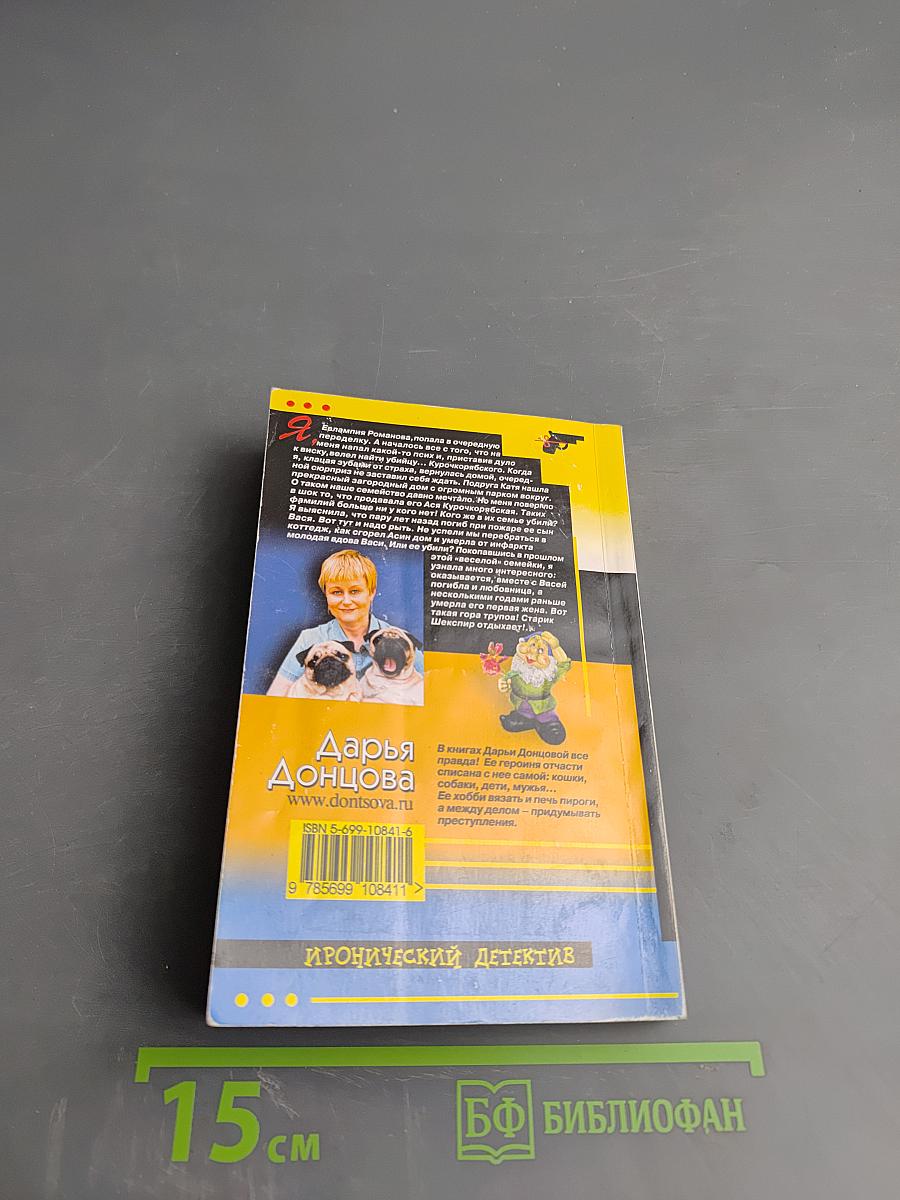 Я, Евлампия Романова, попала в очередную
переделку. А началось все с того, что на
меня напал какой-то псих и, приставив дуло
к виску, велел найти убийцу... Курочкорябского. Когда
я, клацая зубами от страха, вернулась домой, очеред-
ной сюрприз не заставил себя ждать. Подруга Катя нашла
прекрасный загородный дом с огромным парком вокруг.
О таком наше семейство давно мечтало. Но меня повергло
в шок то, что продавала его Ася Курочкорябская. Таких
фамилий больше ни у кого нет! Кого же в их семье убили?
Я выяснила, что пару лет назад погиб при пожаре ее сын
Вася. Вот тут и надо рыть. Не успели мы перебраться в
коттедж, как сгорел Асин дом и умерла от инфаркта
молодая вдова Васи. Или ее убили? Покопавшись в прошлом
этой «веселой» семейки, я
узнала много интересного:
оказывается, вместе с Васей
погибла и любовница, а
несколькими годами раньше
умерла его первая жена. Вот
такая гора трупов! Старик
Шекспир отдыхает!..
Дарья
Донцова
www.dontsova.ru
В книгах Дарьи Донцовой все
правда! Ее героиня отчасти
списана с нее самой: кошки,
собаки, дети, мужья...
Ее хобби вязать и печь пироги,
а между делом – придумывать
преступления.
ISBN 5-699-10841-6
9 785699 108411 >
ИРОНИЧЕСКИЙ ДЕТЕКТИВ
15 см
БФ БИБЛИОФАН